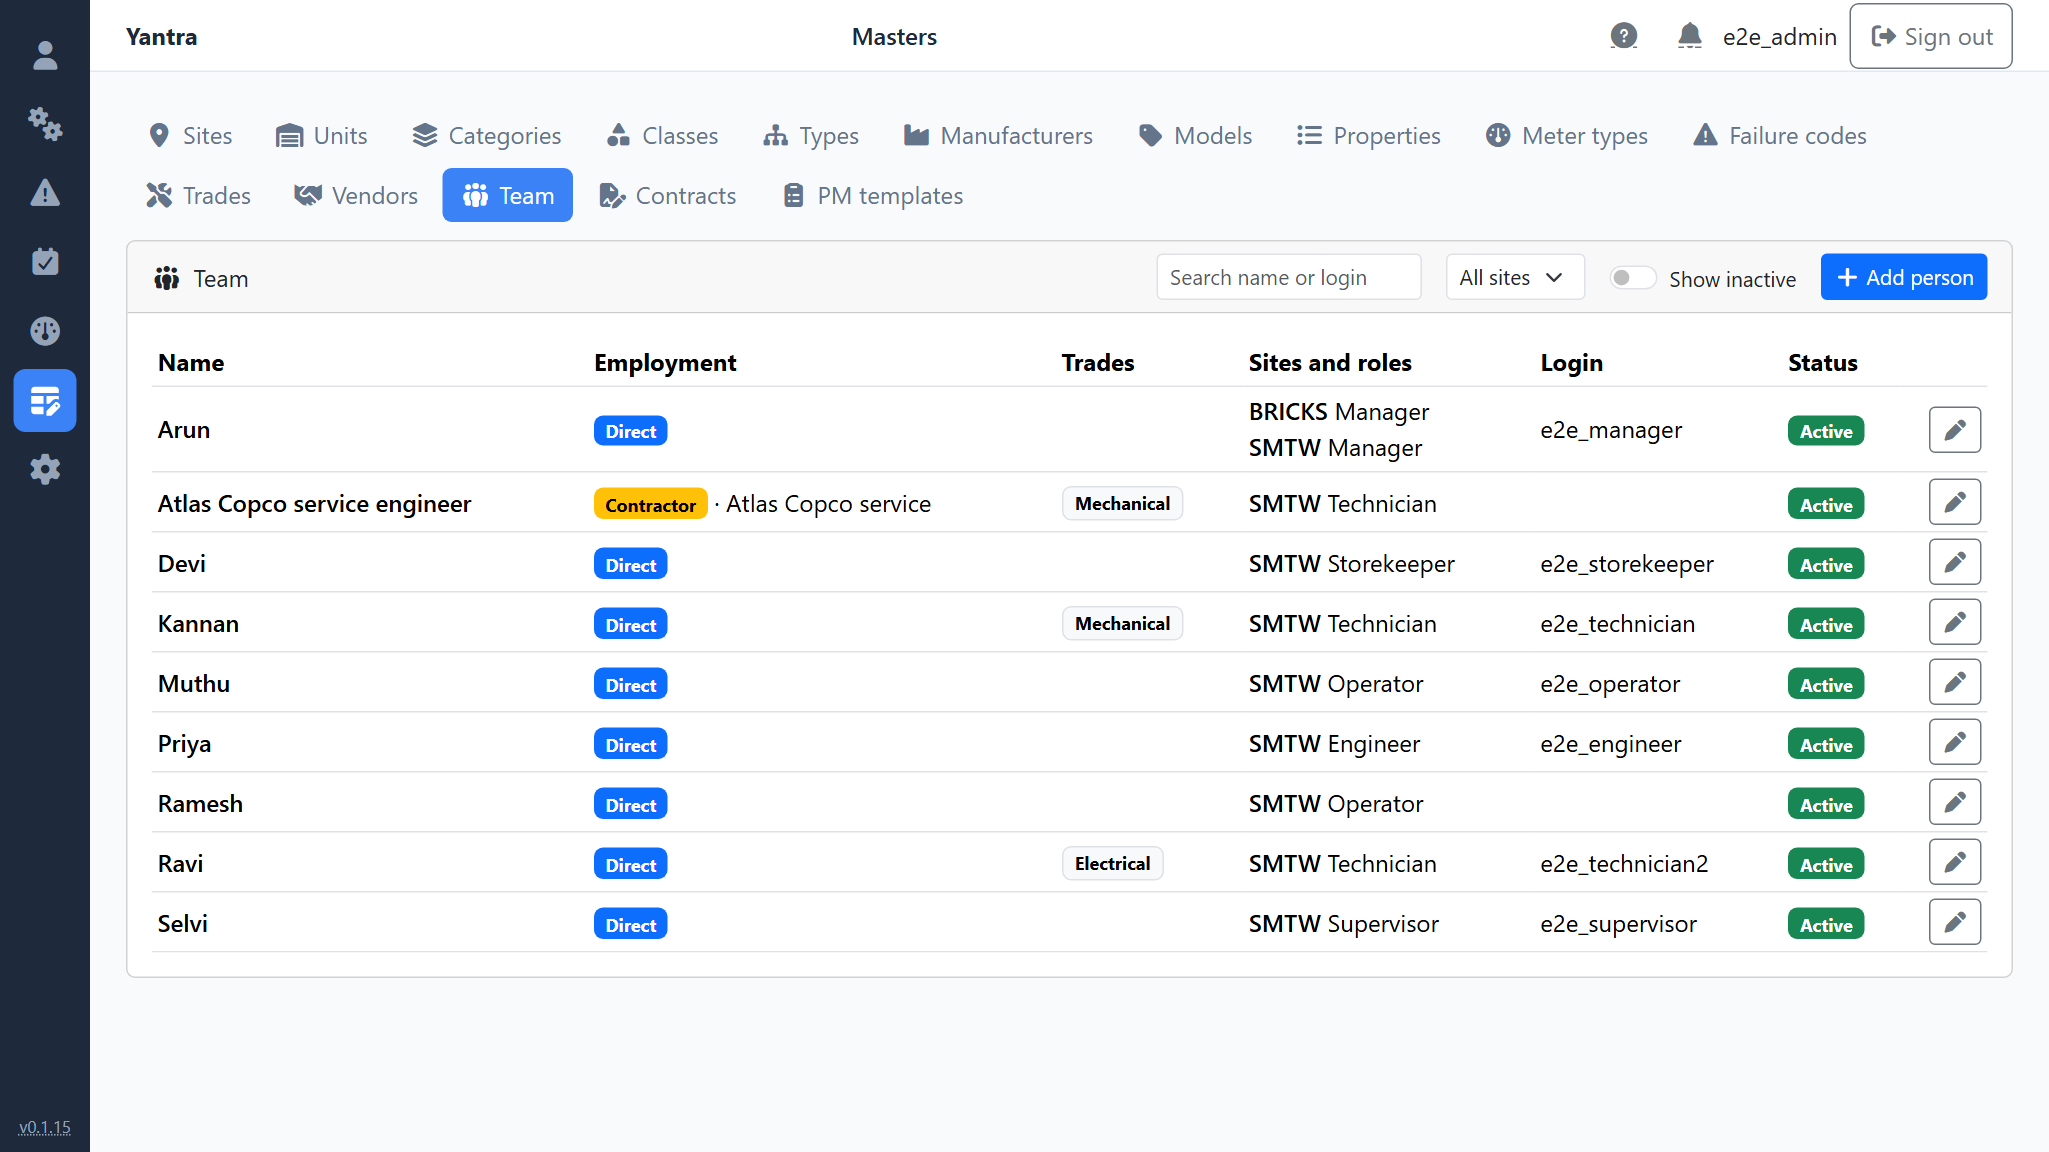 Yantra
Masters
e2e_admin
Sign out
Sites
Units
Categories
Classes
Types
Manufacturers
Models
Properties
Meter types
Failure codes
Trades
Vendors
Team
Contracts
PM templates
Team
Search name or login
All sites
Show inactive
+ Add person
Name Employment Trades Sites and roles Login Status
Arun Direct BRICKS Manager e2e_manager Active
SMTW Manager
Atlas Copco service engineer Contractor · Atlas Copco service Mechanical SMTW Technician Active
Devi Direct SMTW Storekeeper e2e_storekeeper Active
Kannan Direct Mechanical SMTW Technician e2e_technician Active
Muthu Direct SMTW Operator e2e_operator Active
Priya Direct SMTW Engineer e2e_engineer Active
Ramesh Direct SMTW Operator Active
Ravi Direct Electrical SMTW Technician e2e_technician2 Active
Selvi Direct SMTW Supervisor e2e_supervisor Active
v0.1.15